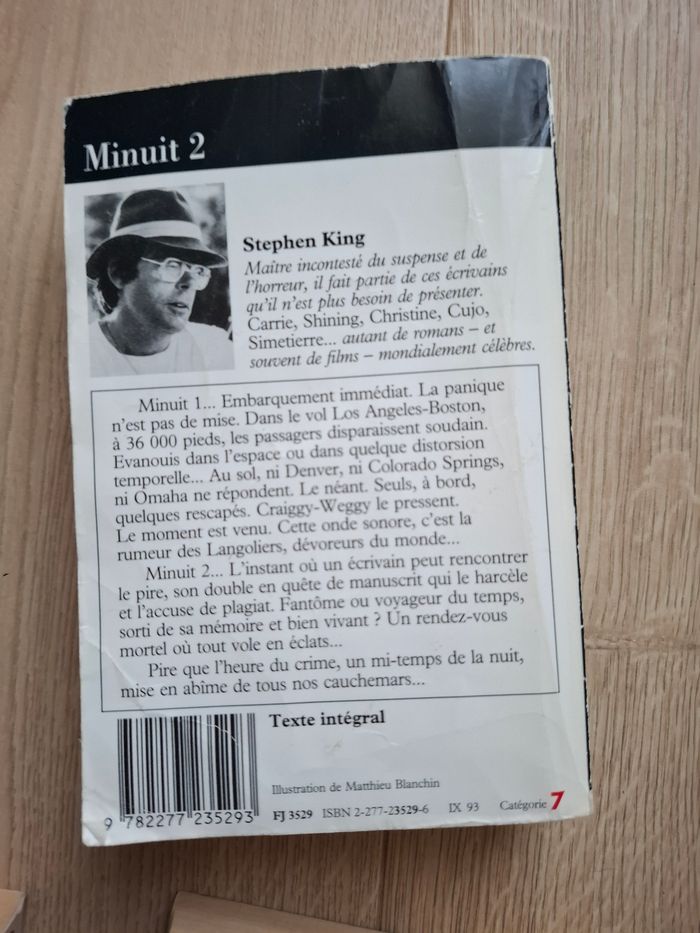 Minuit 2
Stephen King
Maître incontesté du suspense et de
l'horreur, il fait partie de ces écrivains
qu'il n'est plus besoin de présenter.
Carrie, Shining, Christine, Cujo,
Simetierre... autant de romans – et
souvent de films – mondialement célèbres.
Minuit 1... Embarquement immédiat. La panique
n'est pas de mise. Dans le vol Los Angeles-Boston,
à 36 000 pieds, les passagers disparaissent soudain.
Evanouis dans l'espace ou dans quelque distorsion
temporelle... Au sol, ni Denver, ni Colorado Springs,
ni Omaha ne répondent. Le néant. Seuls, à bord,
quelques rescapés. Craiggy-Weggy le pressent.
Le moment est venu. Cette onde sonore, c'est la
rumeur des Langoliers, dévoreurs du monde...
Minuit 2... L'instant où un écrivain peut rencontrer
le pire, son double en quête de manuscrit qui le harcèle
et l'accuse de plagiat. Fantôme ou voyageur du temps,
sorti de sa mémoire et bien vivant ? Un rendez-vous
mortel où tout vole en éclats...
Pire que l'heure du crime, un mi-temps de la nuit,
mise en abîme de tous nos cauchemars...
Texte intégral
Illustration de Matthieu Blanchin
9 782277 235293
FJ 3529 ISBN 2-277-23529-6 IX 93 Catégorie 7